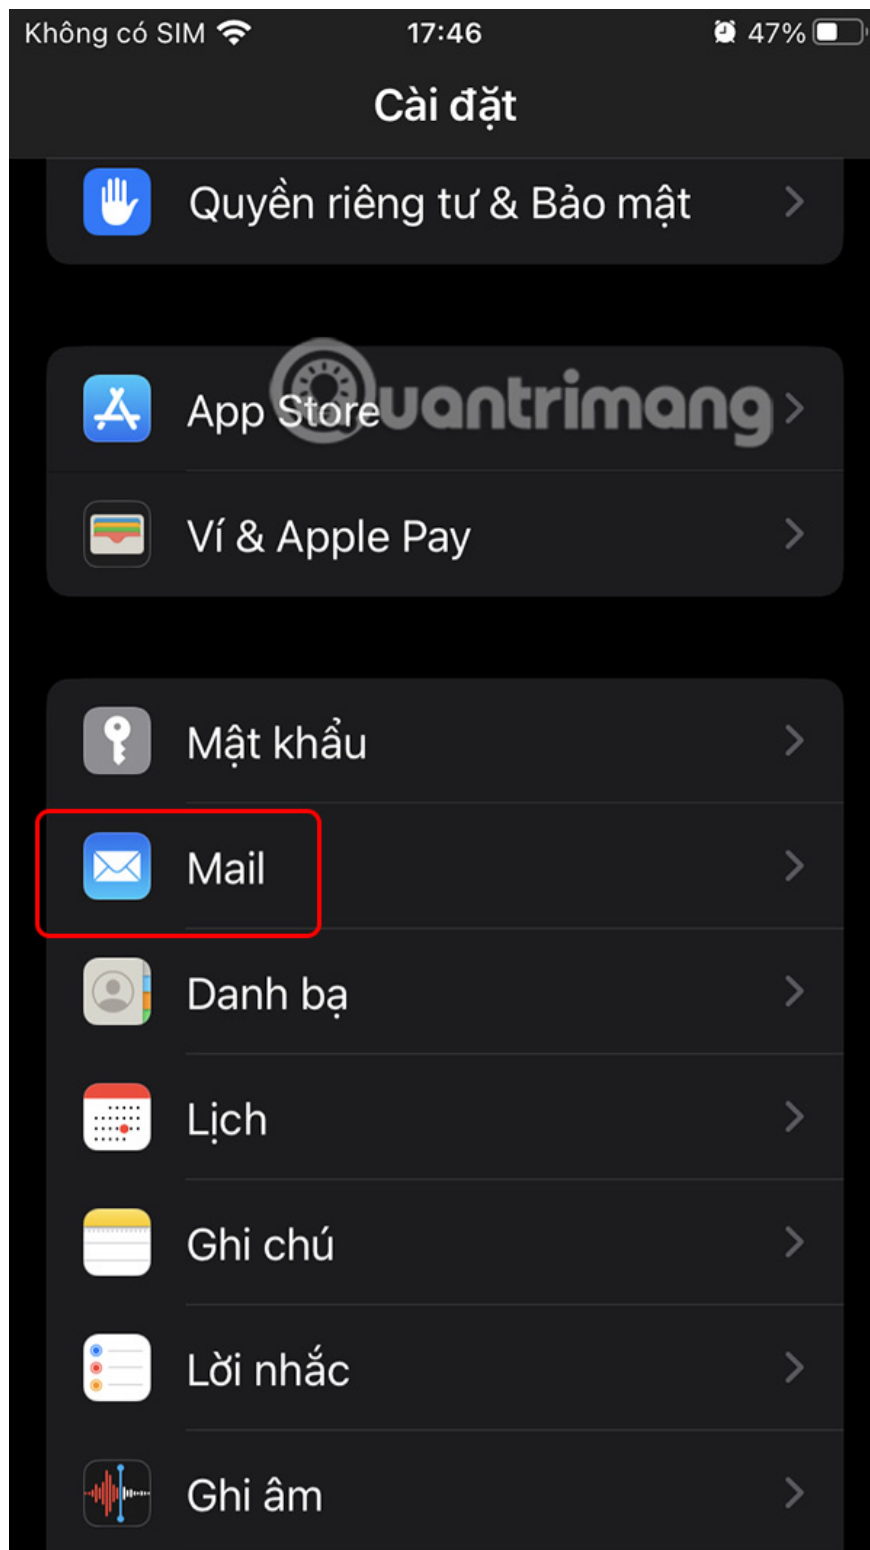 Không có SIM 17:46 47%
Cài đặt
Quyền riêng tư & Bảo mật
App Store
Quantrimang
Ví & Apple Pay
Mật khẩu
Mail
Danh bạ
Lịch
Ghi chú
Lời nhắc
Ghi âm